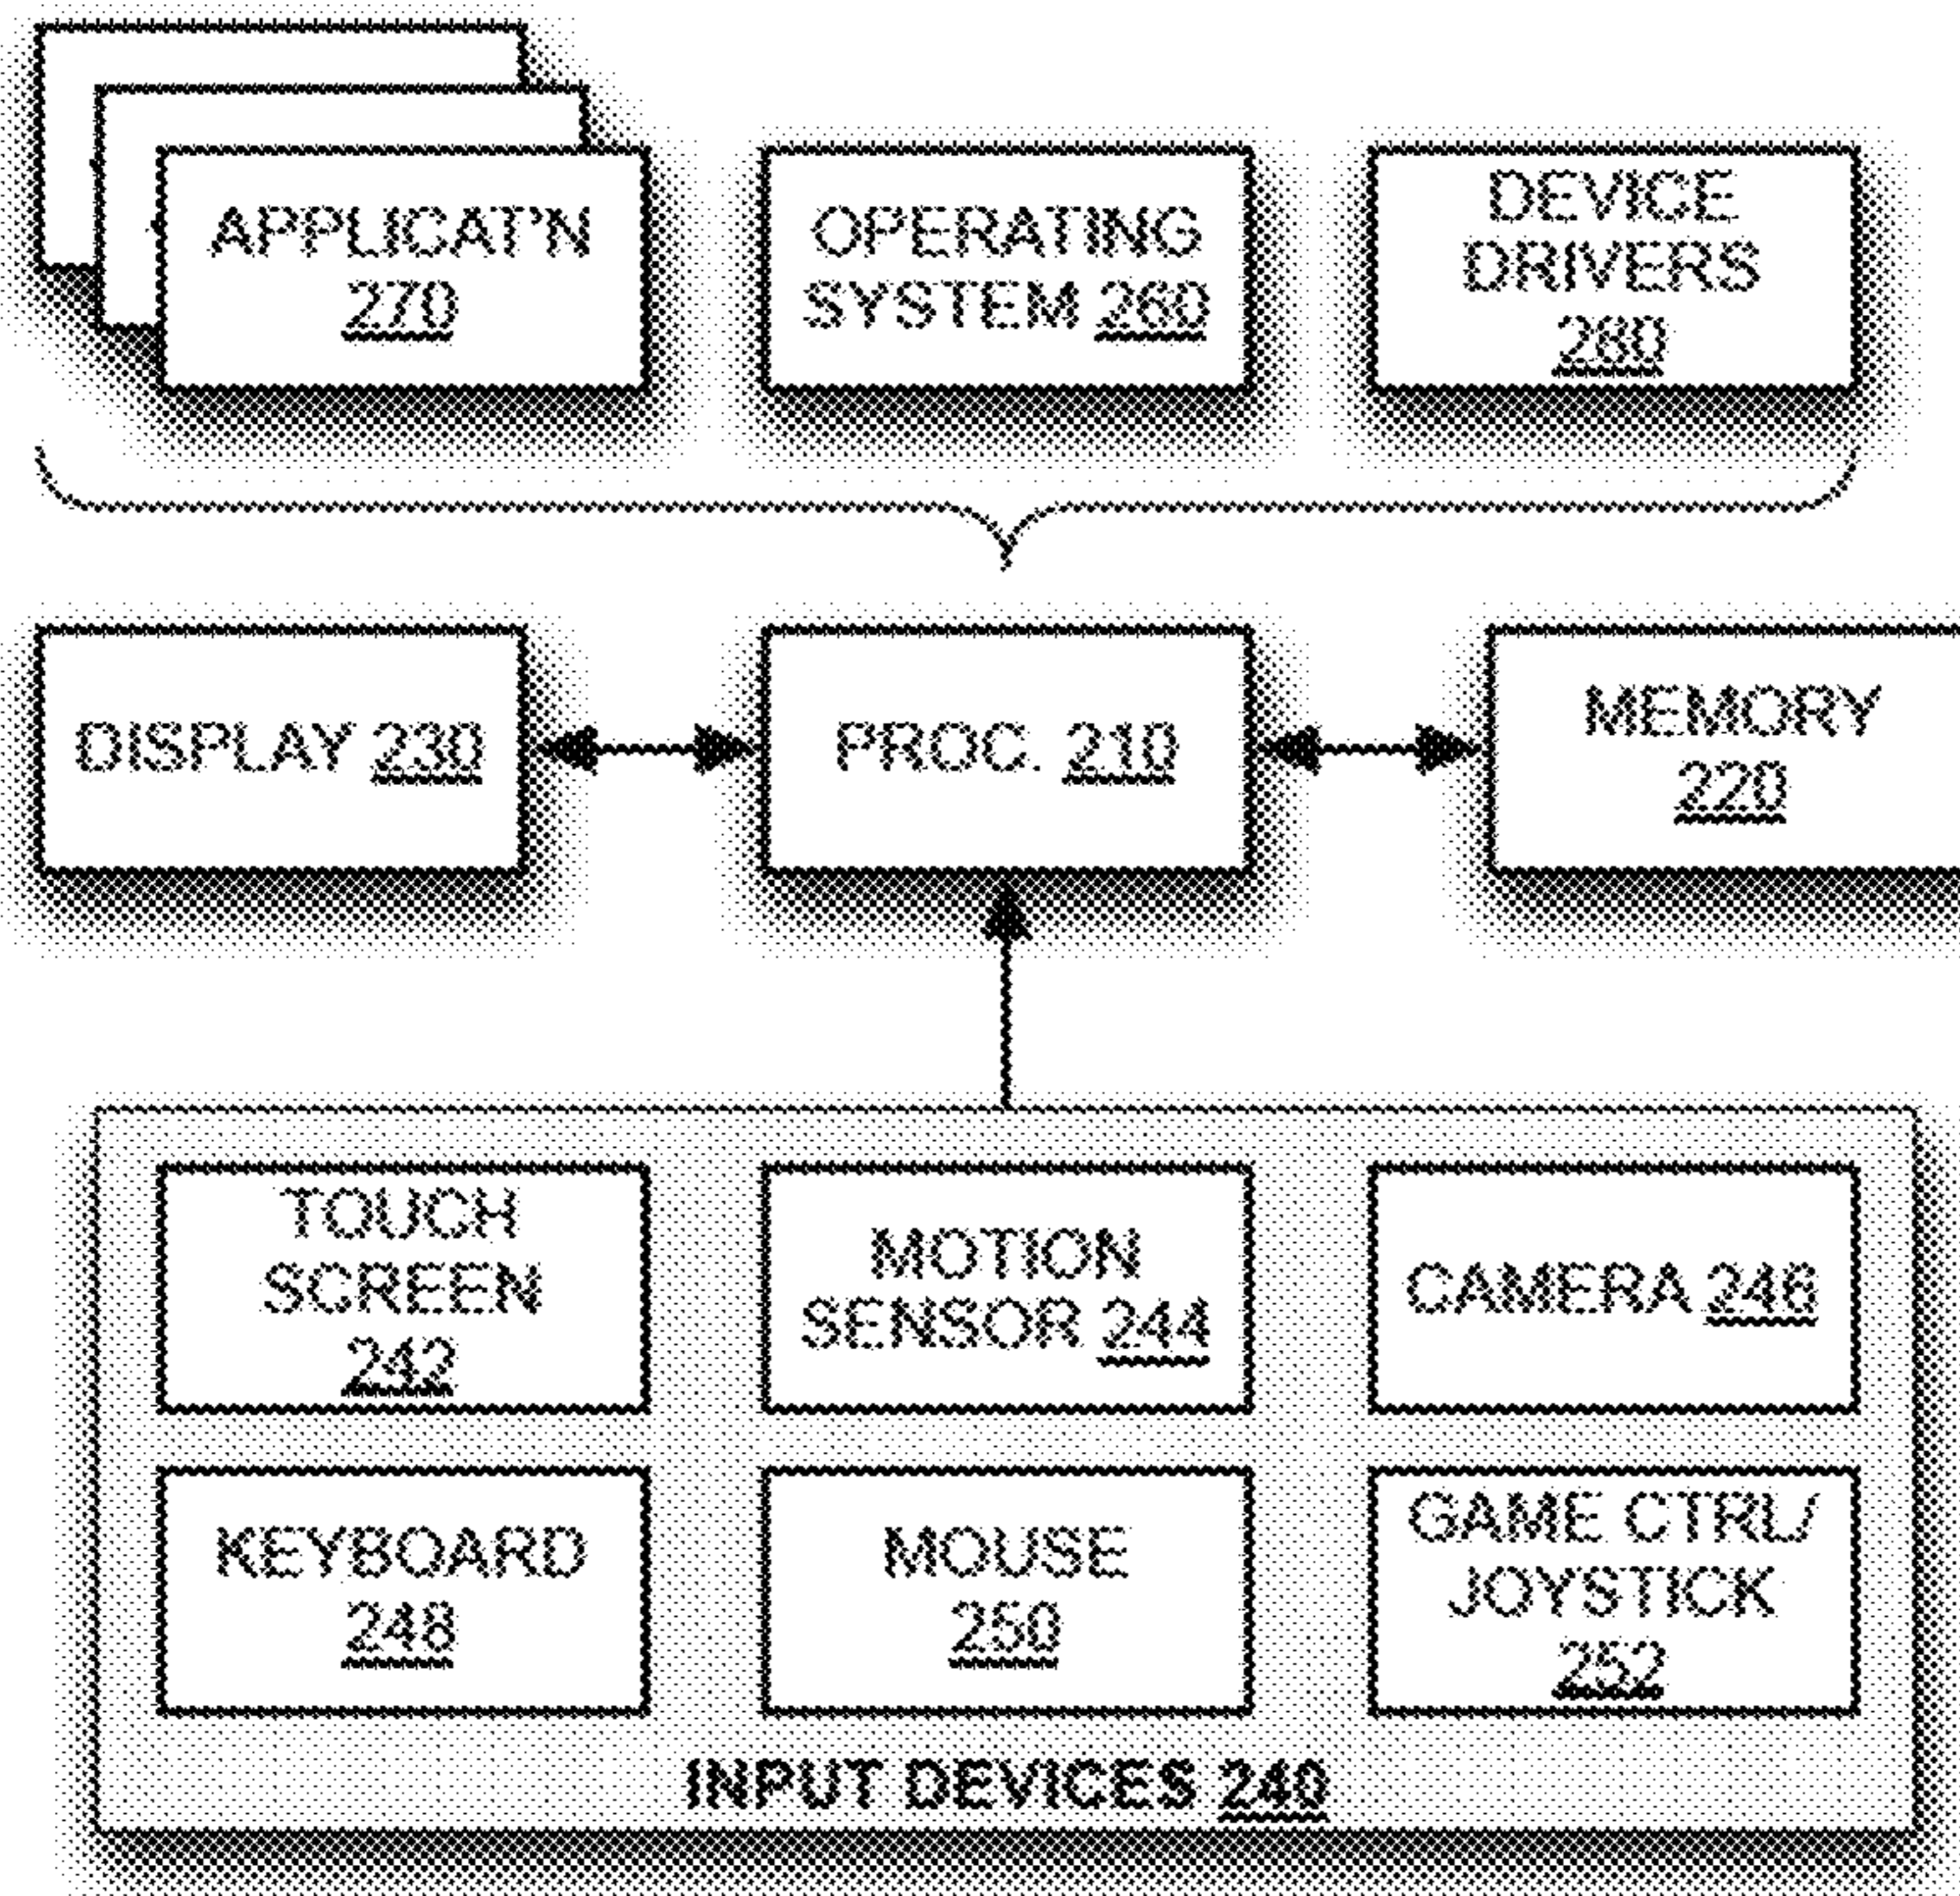 APPLICAT'N
270
OPERATING
SYSTEM 260
DEVICE
DRIVERS
280
DISPLAY 230
PROC. 210
MEMORY
220
TOUCH
SCREEN
242
MOTION
SENSOR 244
CAMERA 246
KEYBOARD
248
MOUSE
250
GAME CTRL/
JOYSTICK
252
INPUT DEVICES 240